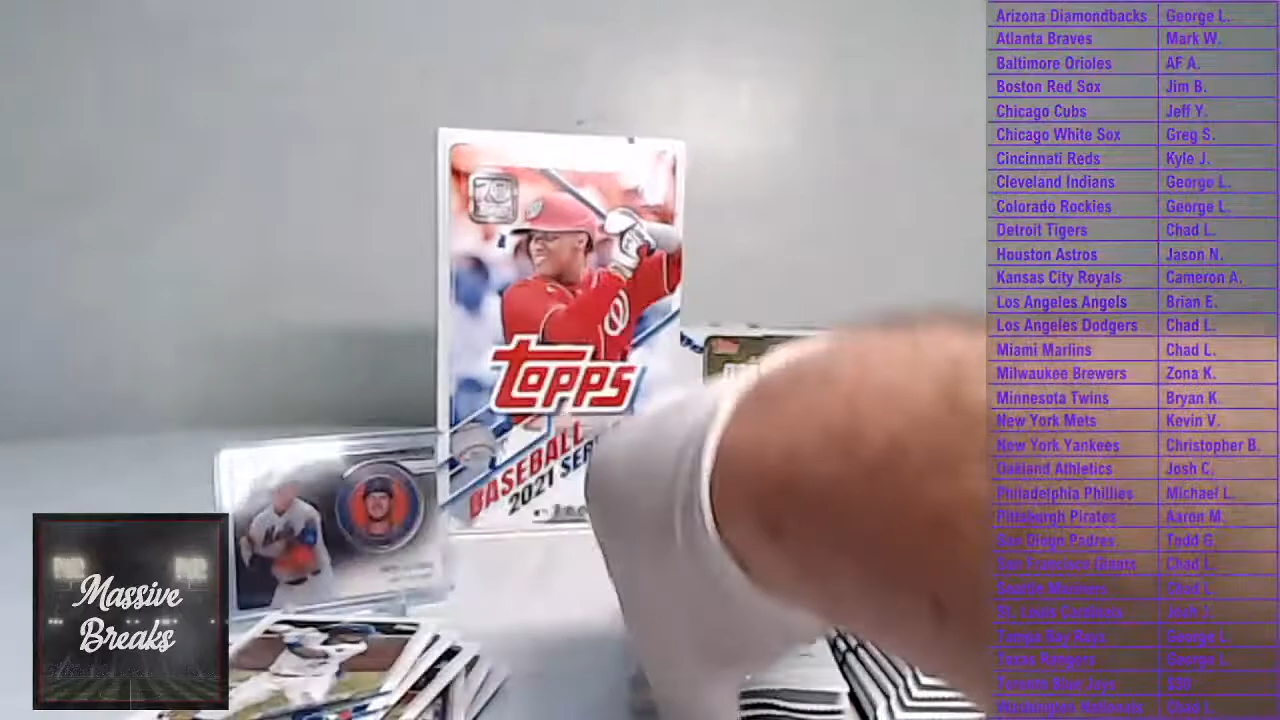 Arizona Diamondbacks George L.
Atlanta Braves Mark W.
Baltimore Orioles AF A.
Boston Red Sox Jim B.
Chicago Cubs Jeff Y.
Chicago White Sox Greg S.
Cincinnati Reds Kyle J.
Cleveland Indians George L.
Colorado Rockies George L.
Detroit Tigers Chad L.
Houston Astros Jason N.
Kansas City Royals Cameron A.
Los Angeles Angels Brian E.
Los Angeles Dodgers Chad L.
Miami Marlins Chad L.
Milwaukee Brewers Zona K.
Minnesota Twins Bryan K.
New York Mets Kevin V.
New York Yankees Christopher B.
Oakland Athletics Josh C.
Philadelphia Phillies Michael L.
Pittsburgh Pirates Aaron M.
San Diego Padres Todd G.
San Francisco Giants Chad L.
Seattle Mariners Chad L.
St. Louis Cardinals Josh J.
Tampa Bay Rays George L.
Texas Rangers George L.
Toronto Blue Jays $30
Washington Nationals Chad L.
70
TOPPS
BASEBALL
2021 SER
Massive
Breaks